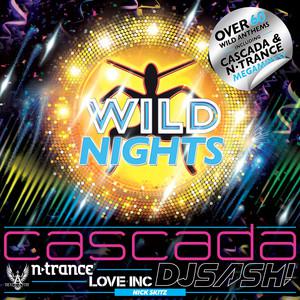 OVER 60
WILD ANTHEMS
INCLUDING
CASCADA &
N-TRANCE
MEGAMIXES
WILD
NIGHTS
cascada
n-trance
LOVE INC
DJ SASH!
NICK SKITZ